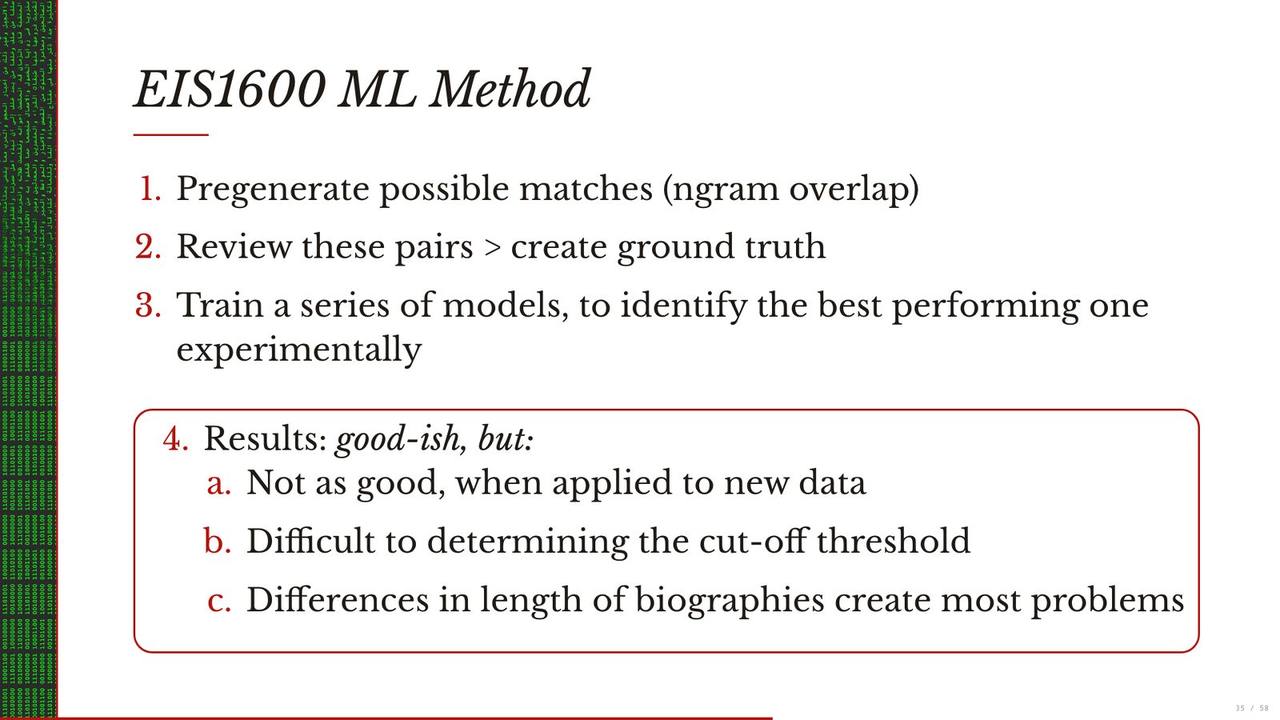 EIS1600 ML Method
1. Pregenerate possible matches (ngram overlap)
2. Review these pairs > create ground truth
3. Train a series of models, to identify the best performing one
experimentally
4. Results: good-ish, but:
a. Not as good, when applied to new data
b. Difficult to determining the cut-off threshold
c. Differences in length of biographies create most problems
35 / 58